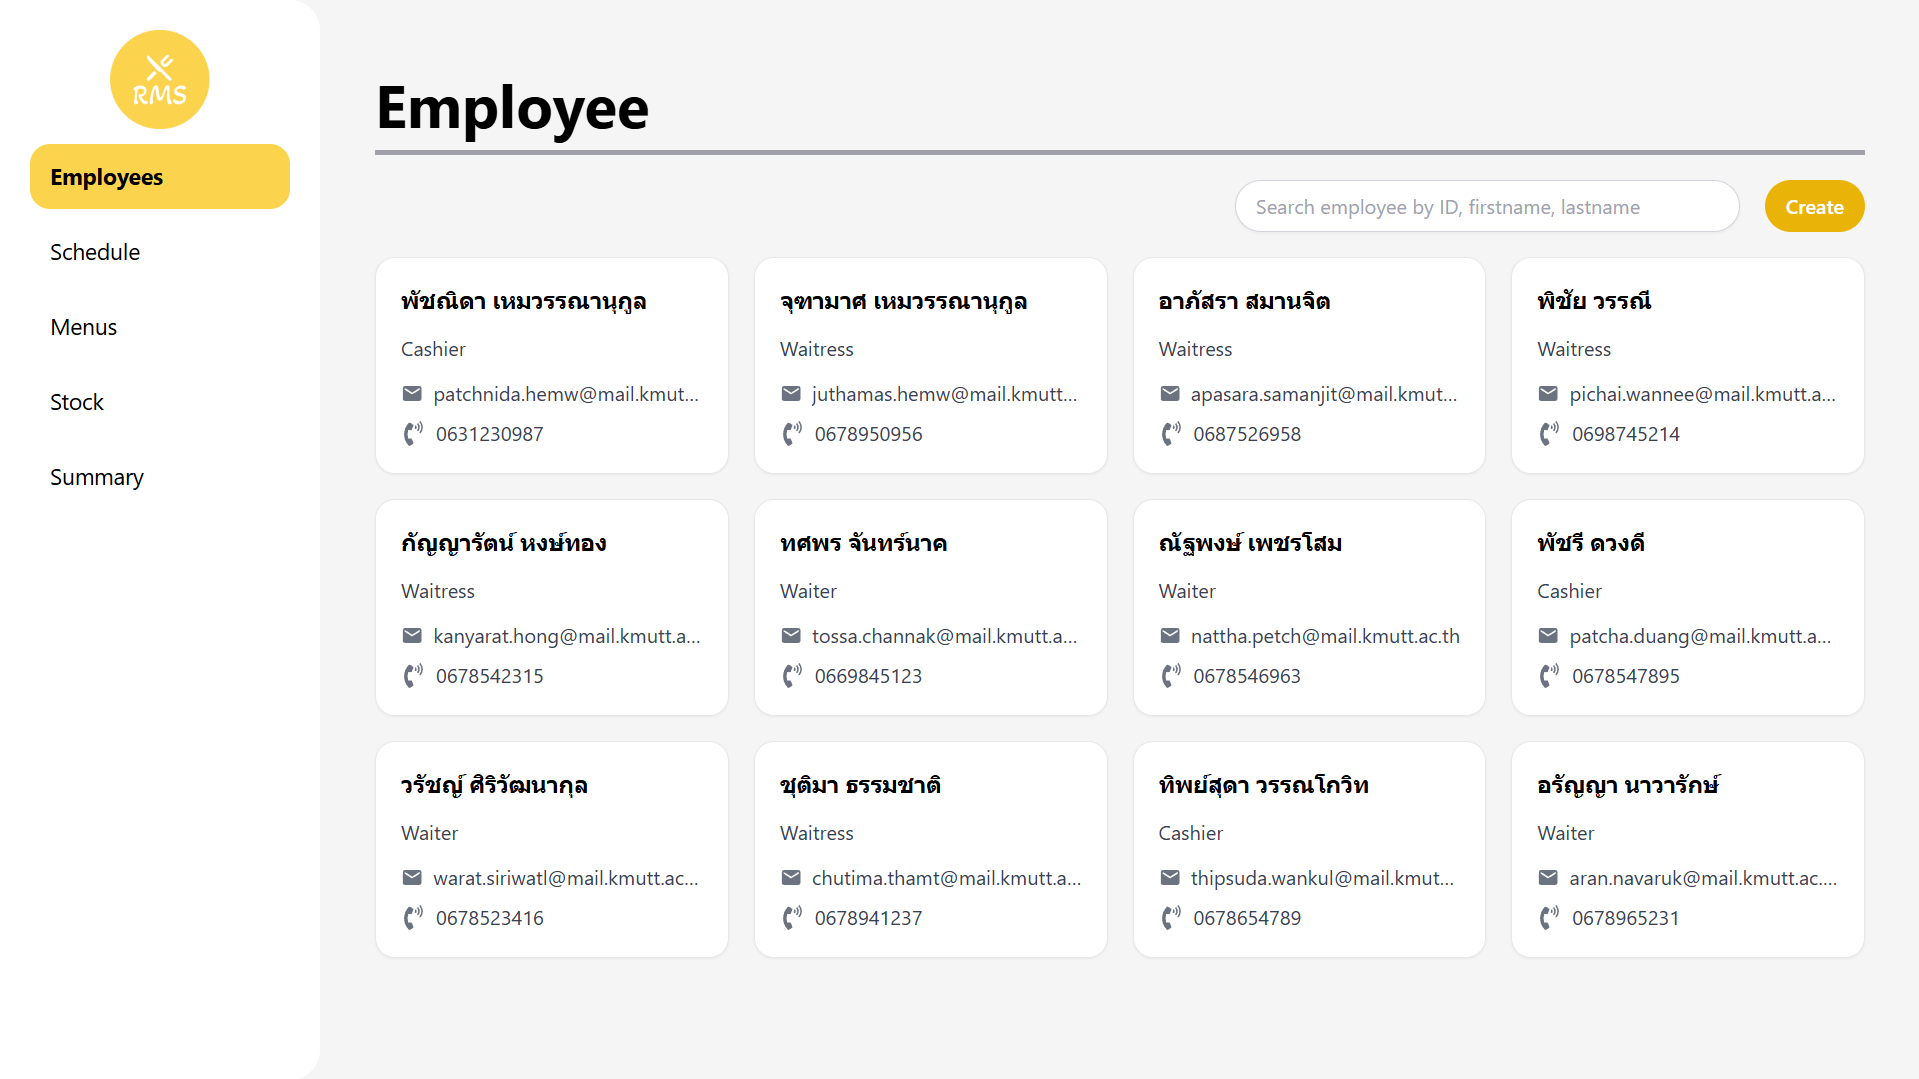 RMS
Employees
Schedule
Menus
Stock
Summary
Employee
Search employee by ID, firstname, lastname
Create
พัชณิดา เหมวรรณานุกูล
Cashier
patchnida.hemw@mail.kmut...
0631230987
จุฑามาศ เหมวรรณานุกูล
Waitress
juthamas.hemw@mail.kmutt...
0678950956
อาภัสรา สมานจิต
Waitress
apasara.samanjit@mail.kmut...
0687526958
พิชัย วรรณี
Waitress
pichai.wannee@mail.kmutt.a...
0698745214
กัญญารัตน์ หงษ์ทอง
Waitress
kanyarat.hong@mail.kmutt.a...
0678542315
ทศพร จันทร์นาค
Waiter
tossa.channak@mail.kmutt.a...
0669845123
ณัฐพงษ์ เพชรโสม
Waiter
nattha.petch@mail.kmutt.ac.th
0678546963
พัชรี ดวงดี
Cashier
patcha.duang@mail.kmutt.a...
0678547895
วรัชญ์ ศิริวัฒนากุล
Waiter
warat.siriwatl@mail.kmutt.ac...
0678523416
ชุติมา ธรรมชาติ
Waitress
chutima.thamt@mail.kmutt.a...
0678941237
ทิพย์สุดา วรรณโกวิท
Cashier
thipsuda.wankul@mail.kmut...
0678654789
อรัญญา นาวารักษ์
Waiter
aran.navaruk@mail.kmutt.ac....
0678965231